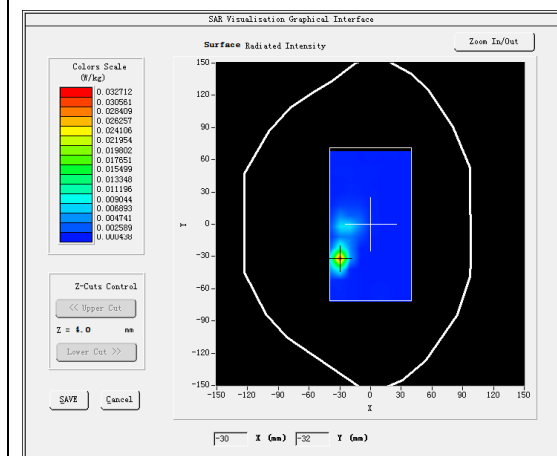 SAR Visualisation Graphical Interface
Surface Radiated Intensity
Zoom In/Out
Colors Scale
(W/kg)
0.032712
0.030561
0.028409
0.026257
0.024106
0.021954
0.019802
0.017651
0.015499
0.013348
0.011196
0.009044
0.006893
0.004741
0.002589
0.000438
Z-Cuts Control
<< Upper Cut
Z = 4.0 mm
Lower Cut >>
SAVE
Cancel
150
120
90
60
30
0
-30
-60
-90
-120
-150
Y
-150 -120 -90 -60 -30 0 30 60 90 120 150
X
-30 X (mm) -32 Y (mm)